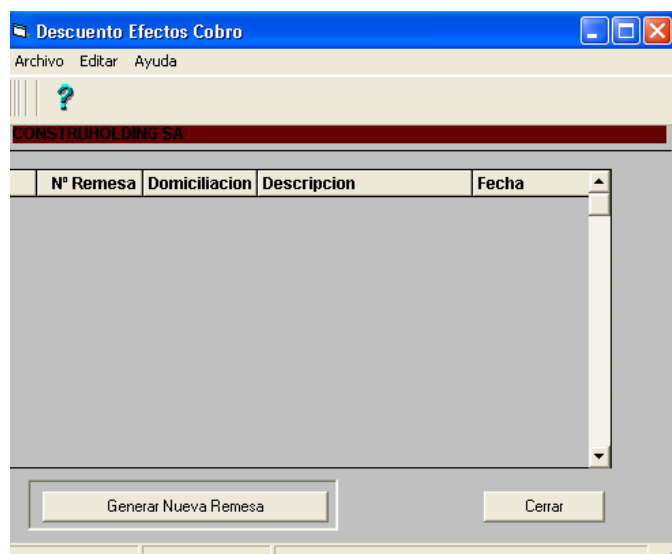 Descuento Efectos Cobro
Archivo Editar Ayuda
?
CONSTRUHOLDING SA
Nº Remesa Domiciliacion Descripcion Fecha
Generar Nueva Remesa Cerrar